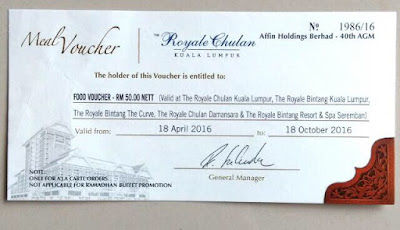 Meal Voucher
THE Royale Chulan
KUALA LUMPUR
№ 1986/16
Affin Holdings Berhad - 40th AGM
The holder of this Voucher is entitled to:
FOOD VOUCHER - RM 50.00 NETT (Valid at The Royale Chulan Kuala Lumpur, The Royale Bintang Kuala Lumpur,
The Royale Bintang The Curve, The Royale Chulan Damansara & The Royale Bintang Resort & Spa Seremban)
Valid from: 18 April 2016 to: 18 October 2016
General Manager
NOTE:
ONLY FOR A'LA CARTE ORDERS
NOT APPLICABLE FOR RAMADHAN BUFFET PROMOTION